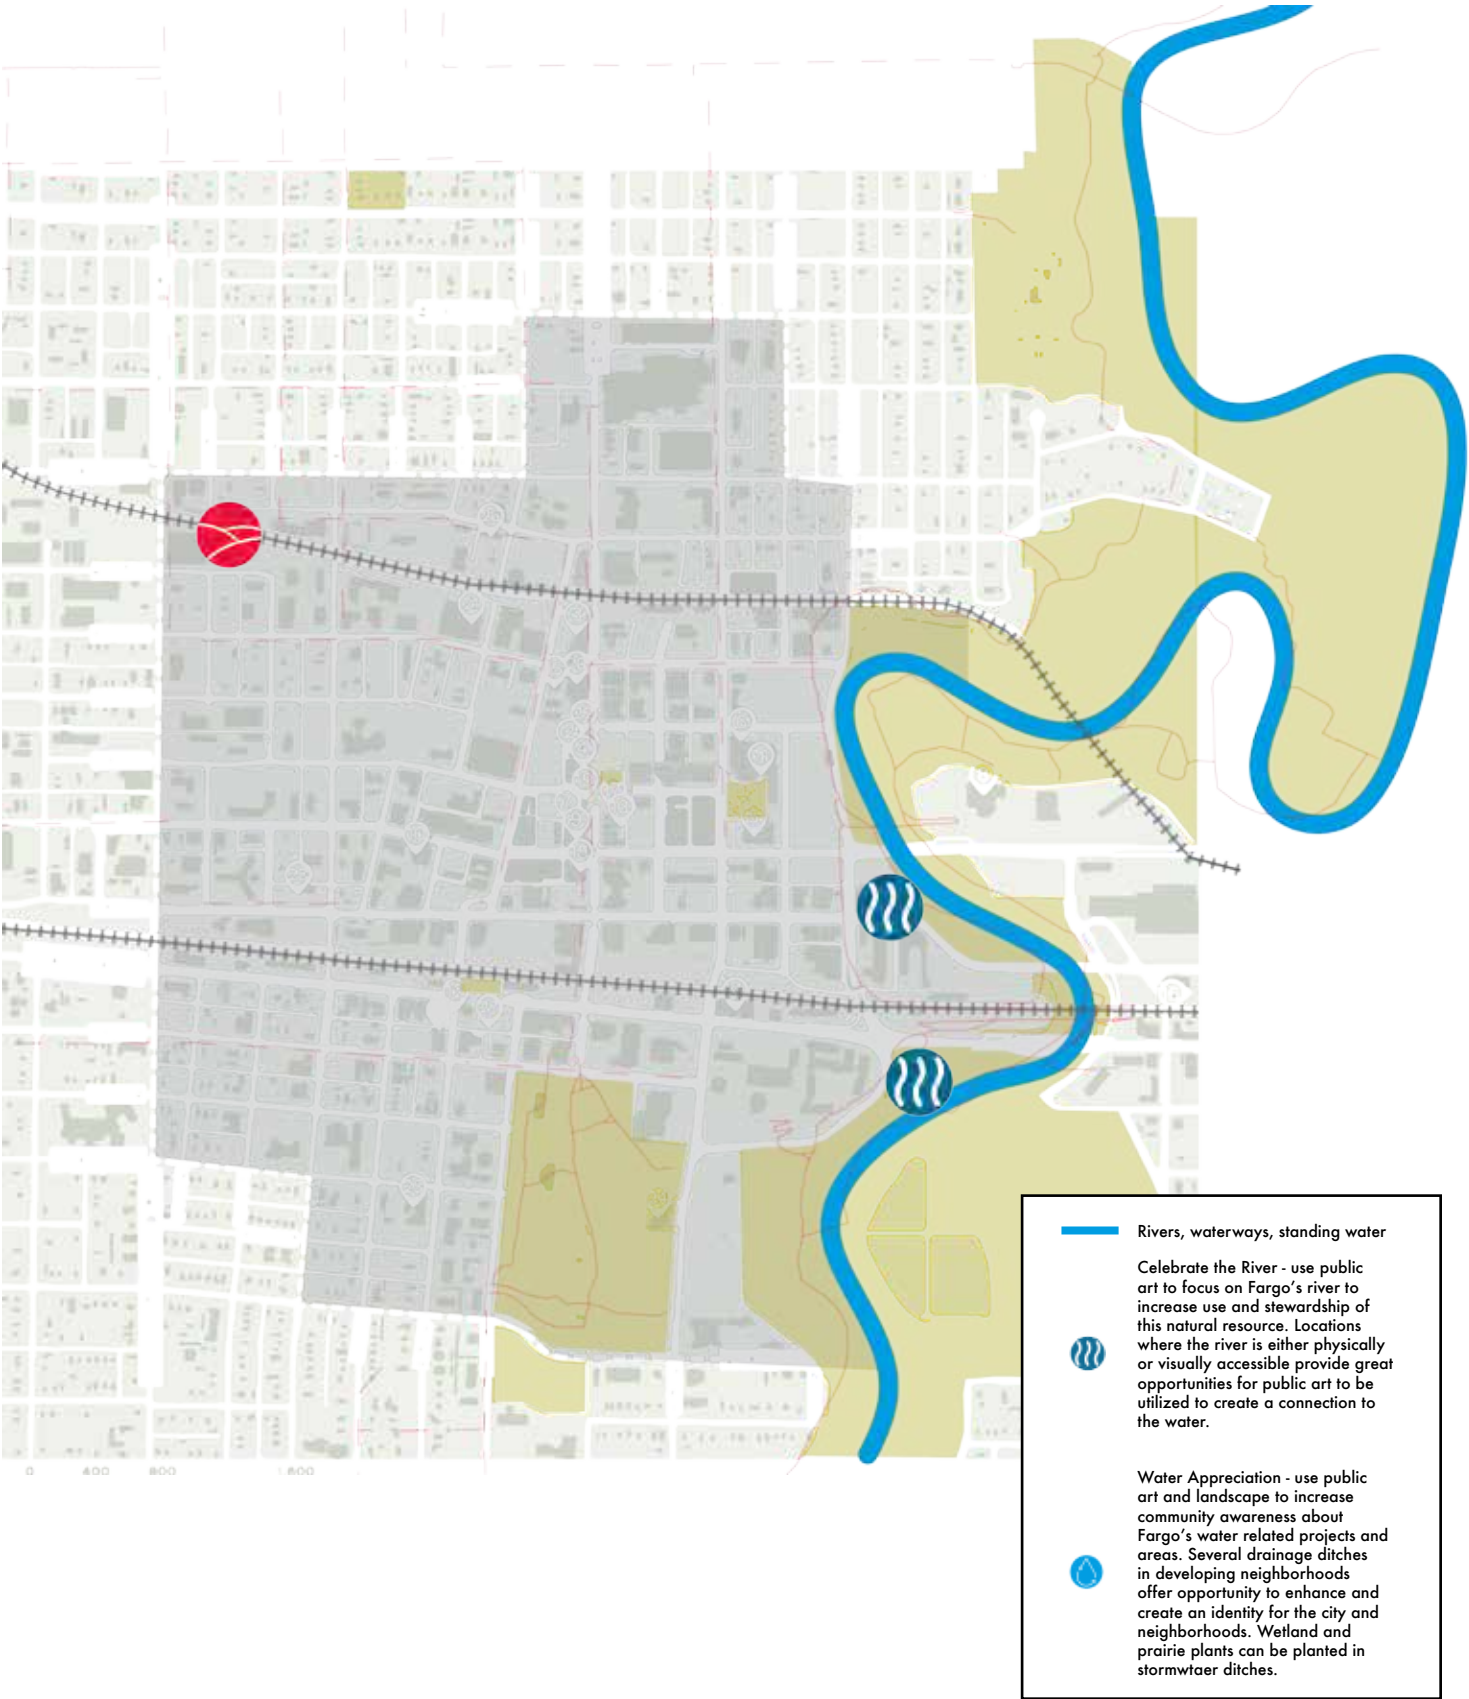 0 400 800 1,600
Rivers, waterways, standing water
Celebrate the River - use public
art to focus on Fargo's river to
increase use and stewardship of
this natural resource. Locations
where the river is either physically
or visually accessible provide great
opportunities for public art to be
utilized to create a connection to
the water.
Water Appreciation - use public
art and landscape to increase
community awareness about
Fargo's water related projects and
areas. Several drainage ditches
in developing neighborhoods
offer opportunity to enhance and
create an identity for the city and
neighborhoods. Wetland and
prairie plants can be planted in
stormwtaer ditches.